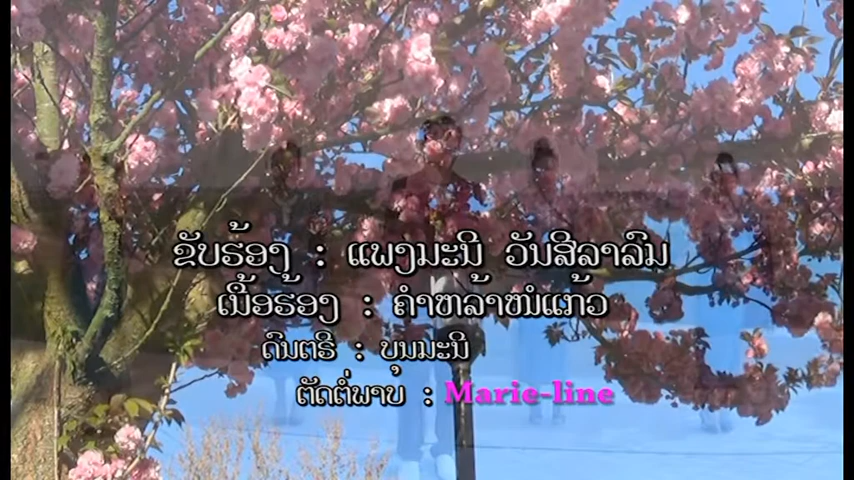 ຂັບຮ້ອງ : ແພງມະນີ ວັນສີລາລົມ
ເນື້ອຮ້ອງ : ຄຳຫລ້າໜໍແກ້ວ
ດົນຕຣີ : ບຸນມະນີ
ຕັດຕໍ່ພາບ : Marie-line